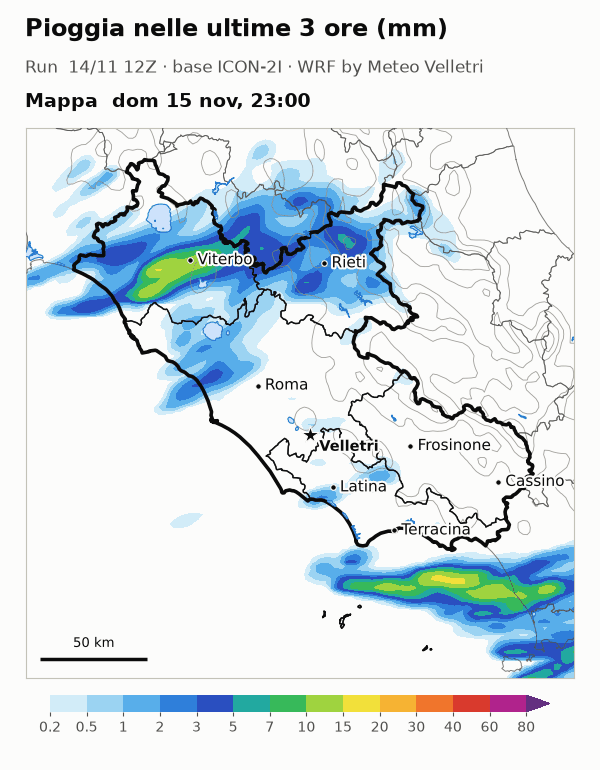 Pioggia nelle ultime 3 ore (mm)
Run  14/11 12Z · base ICON-2I · WRF by Meteo Velletri
Mappa  dom 15 nov, 23:00
Viterbo
Rieti
Roma
Velletri
Frosinone
Cassino
Latina
Terracina
50 km
0.2 0.5 1 2 3 5 7 10 15 20 30 40 60 80